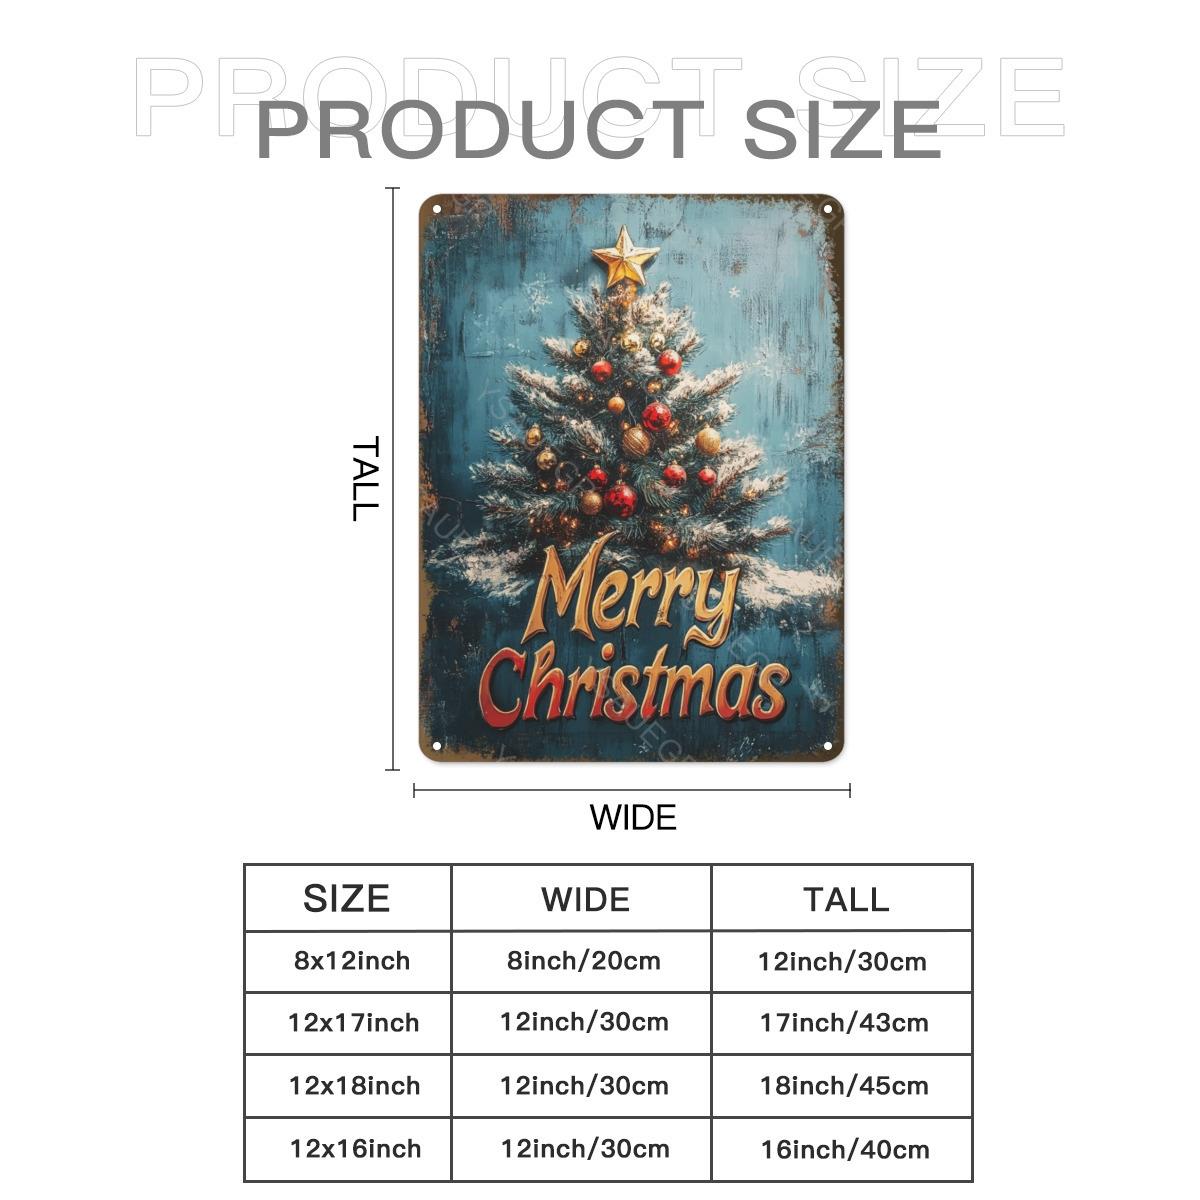 PRODUCT SIZE
PRODUCT SIZE
TALL
Merry
Christmas
WIDE
SIZE WIDE TALL
8x12inch 8inch/20cm 12inch/30cm
12x17inch 12inch/30cm 17inch/43cm
12x18inch 12inch/30cm 18inch/45cm
12x16inch 12inch/30cm 16inch/40cm